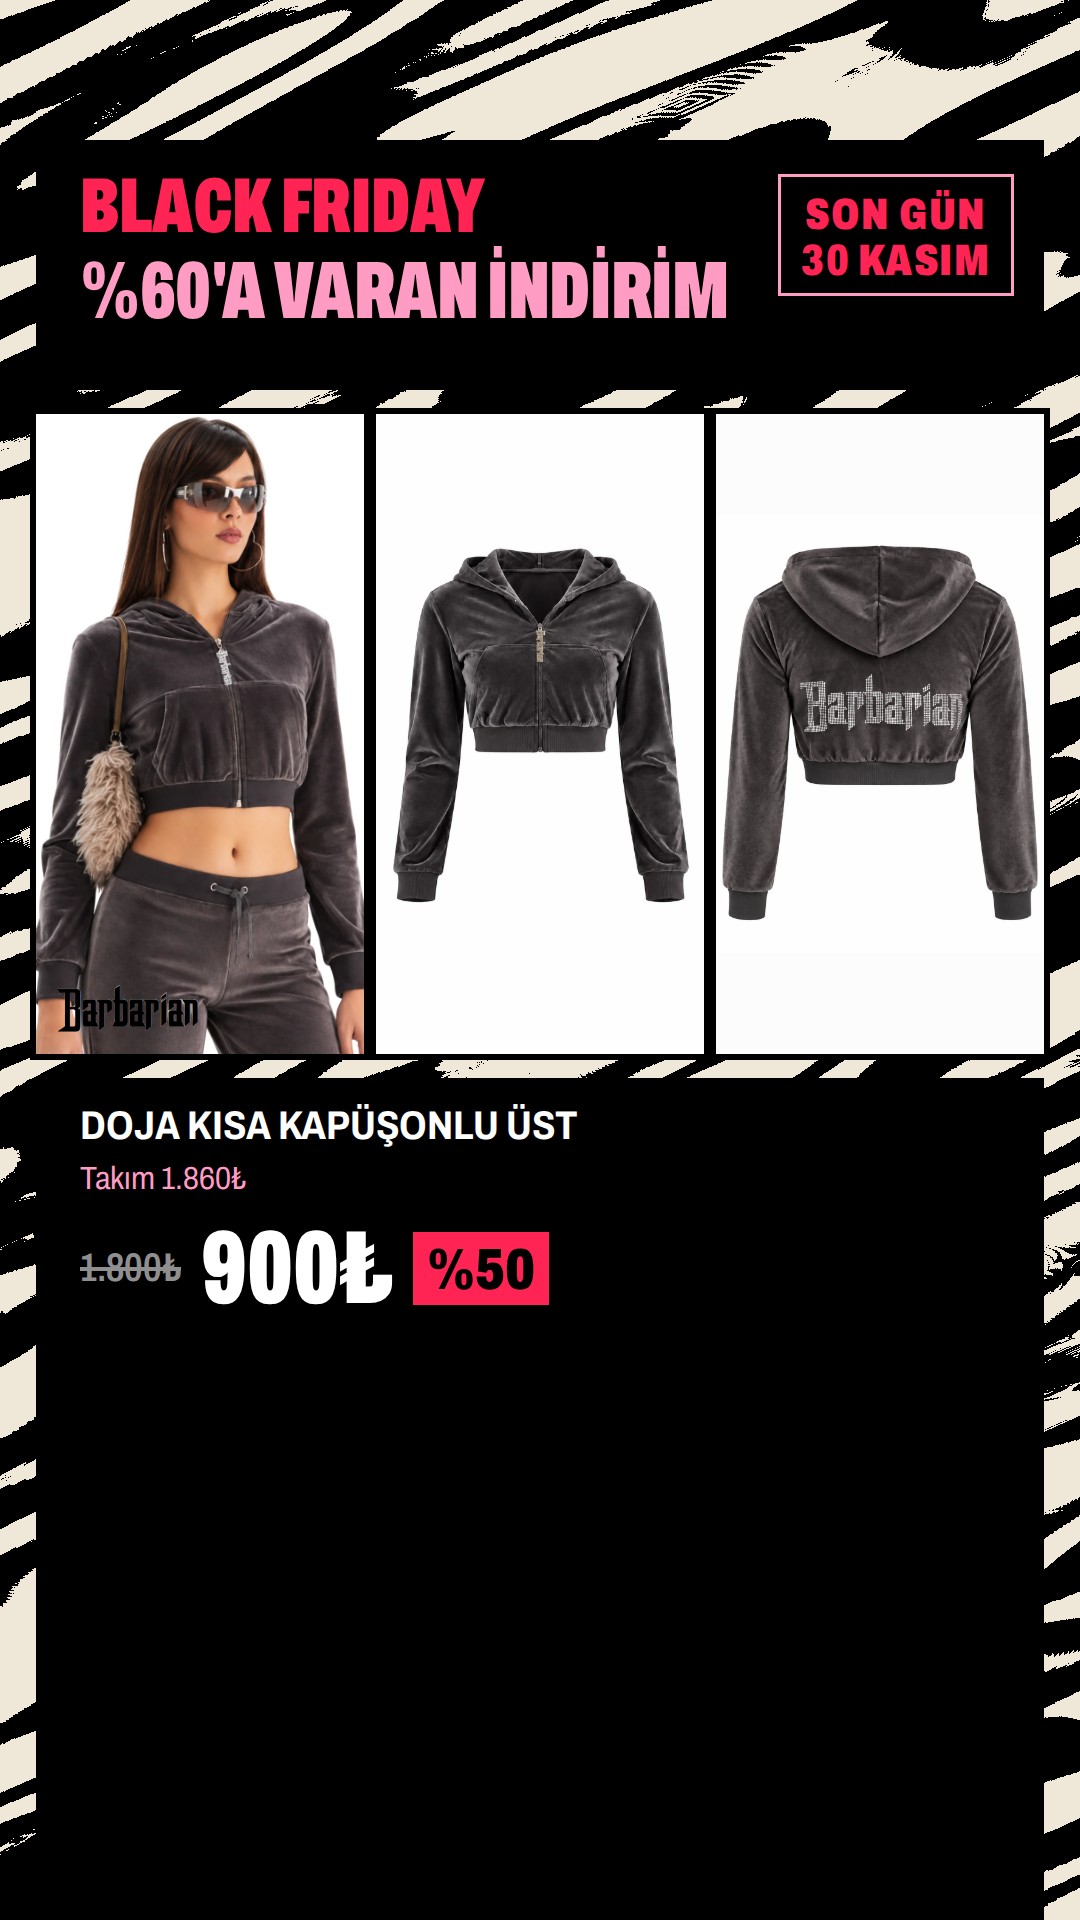 BLACK FRIDAY
%60'A VARAN İNDİRİM
SON GÜN
30 KASIM
Barbarian
Barbarian
DOJA KISA KAPÜŞONLU ÜST
Takım 1.860₺
1.800₺ 900₺ %50